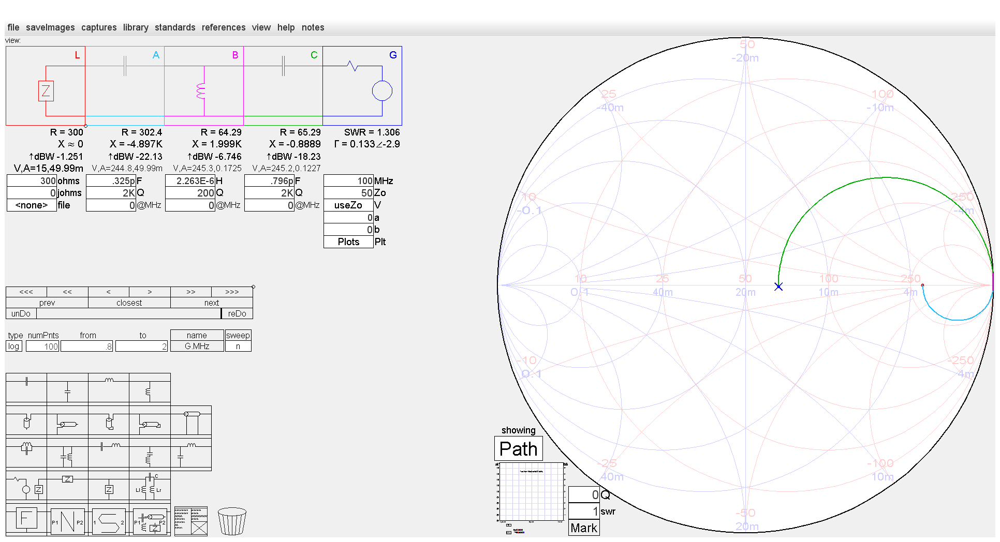 file saveImages captures library standards references view help notes
view:
L A B C G
Z
R = 300 R = 302.4 R = 64.29 R = 65.29 SWR = 1.306
X ≈ 0 X = -4.897K X = 1.999K X = -0.8889 Γ = 0.133∠-2.9
↑dBW -1.251 ↑dBW -22.13 ↑dBW -6.746 ↑dBW -18.23
V,A=15,49.99m V,A=244.8,49.99m V,A=245.3,0.1725 V,A=245.2,0.1227
300 ohms .325p F 2.263E-6 H .796p F 100 MHz
0 johms 2K Q 200 Q 2K Q 50 Zo
<none> file 0 @MHz 0 @MHz 0 @MHz useZo V
0 a
0 b
Plots Plt
<<< << < > >> >>>
prev closest next
unDo reDo
type numPnts from to name sweep
log 100 .8 2 G.MHz n
Z Z Z C
Ll Lr
F P1 N P2 1 S 2 P1 P2 Z
50
-20m
25 100
-40m -10m
10 250
-0.1 -4m
10 25 50 100 250
0.1 40m 20m 10m 4m
-10 -250
0.1 4m
-25 -100
40m 10m
-50
20m
showing
Path
0 Q
1 swr
Mark